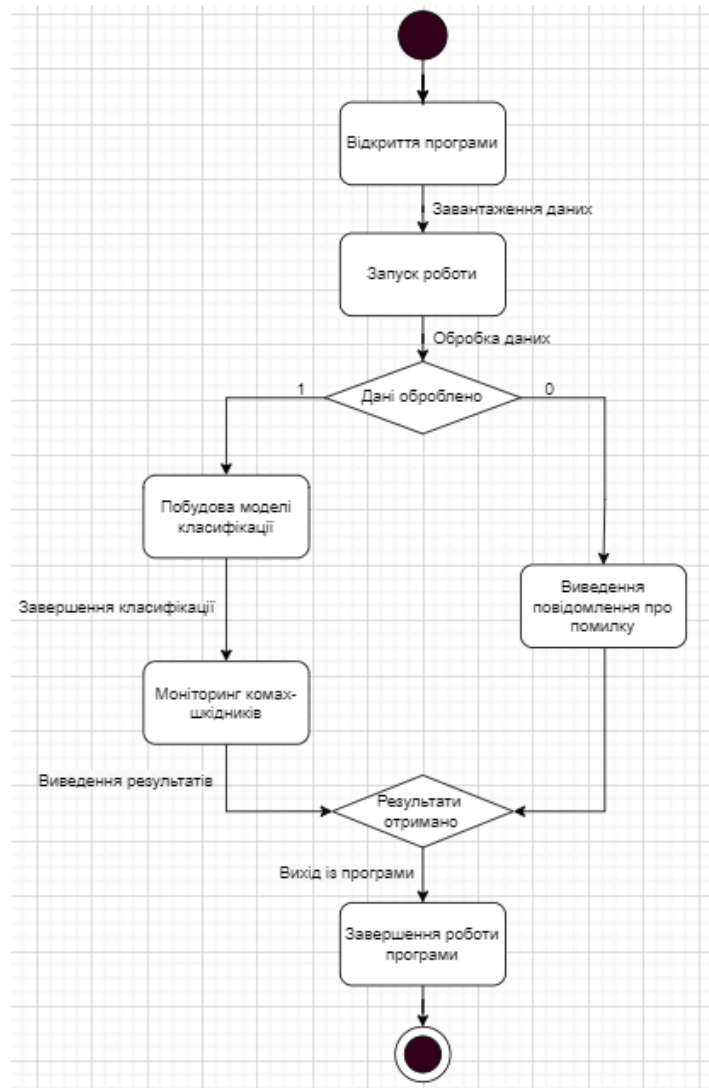 Відкриття програми
Завантаження даних
Запуск роботи
Обробка даних
1
Дані оброблено
0
Побудова моделі
класифікації
Виведення
повідомлення про
помилку
Завершення класифікації
Моніторинг комах-
шкідників
Виведення результатів
Результати
отримано
Вихід із програми
Завершення роботи
програми